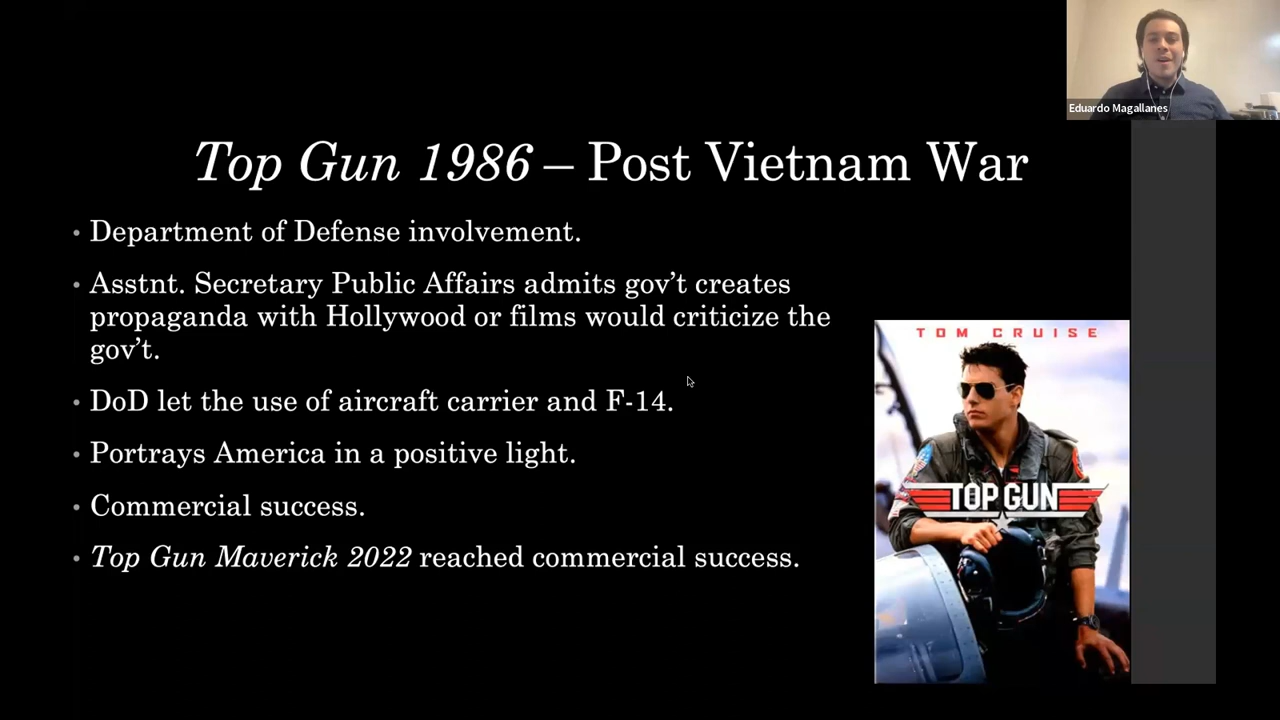 Eduardo Magallanes
Top Gun 1986 – Post Vietnam War
• Department of Defense involvement.
• Asstnt. Secretary Public Affairs admits gov’t creates
propaganda with Hollywood or films would criticize the
gov’t.
• DoD let the use of aircraft carrier and F-14.
• Portrays America in a positive light.
• Commercial success.
• Top Gun Maverick 2022 reached commercial success.
TOM CRUISE
TOP GUN